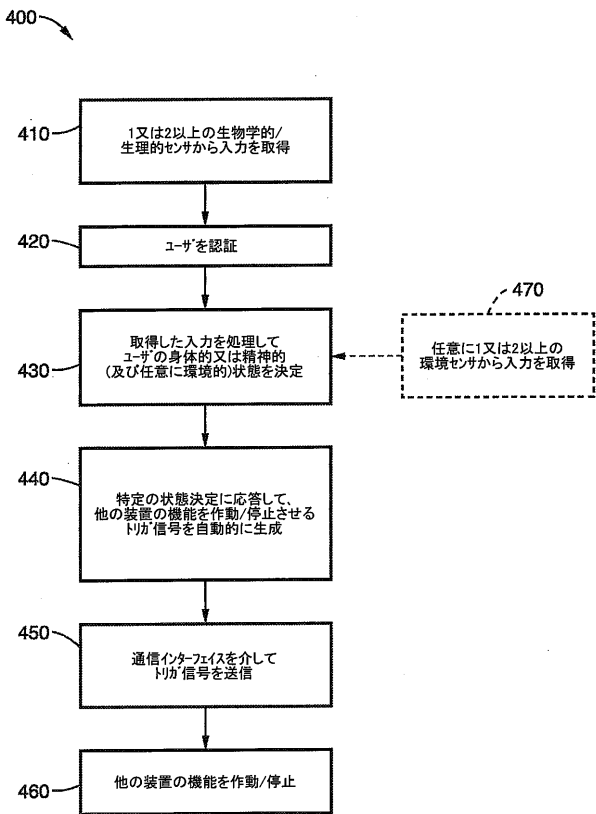 400
410
1又は2以上の生物学的/
生理的センサから入力を取得
420
ﾕｰｻﾞを認証
430
取得した入力を処理して
ﾕｰｻﾞの身体的又は精神的
(及び任意に環境的)状態を決定
470
任意に1又は2以上の
環境センサから入力を取得
440
特定の状態決定に応答して、
他の装置の機能を作動/停止させる
ﾄﾘｶﾞ信号を自動的に生成
450
通信インターフェイスを介して
ﾄﾘｶﾞ信号を送信
460
他の装置の機能を作動/停止